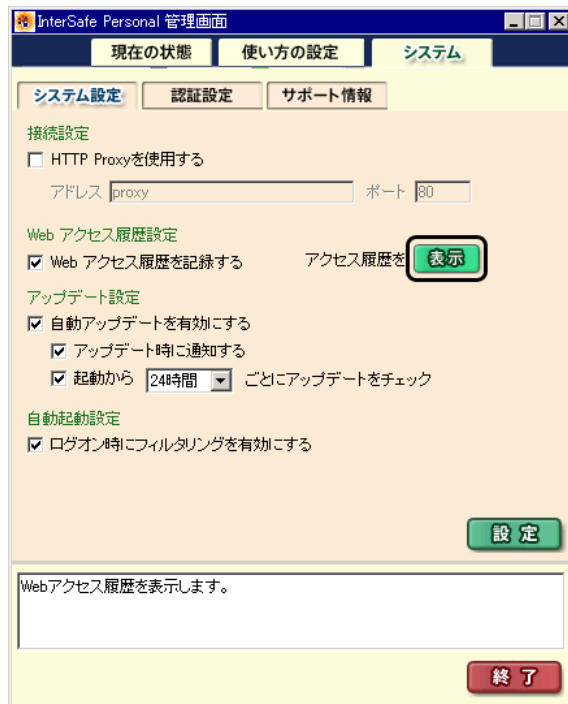 InterSafe Personal 管理画面
現在の状態 使い方の設定 システム
システム設定 認証設定 サポート情報
接続設定
HTTP Proxyを使用する
アドレス proxy ポート 80
Web アクセス履歴設定
Web アクセス履歴を記録する アクセス履歴を 表示
アップデート設定
自動アップデートを有効にする
アップデート時に通知する
起動から 24時間 ごとにアップデートをチェック
自動起動設定
ログオン時にフィルタリングを有効にする
設定
Webアクセス履歴を表示します。
終了